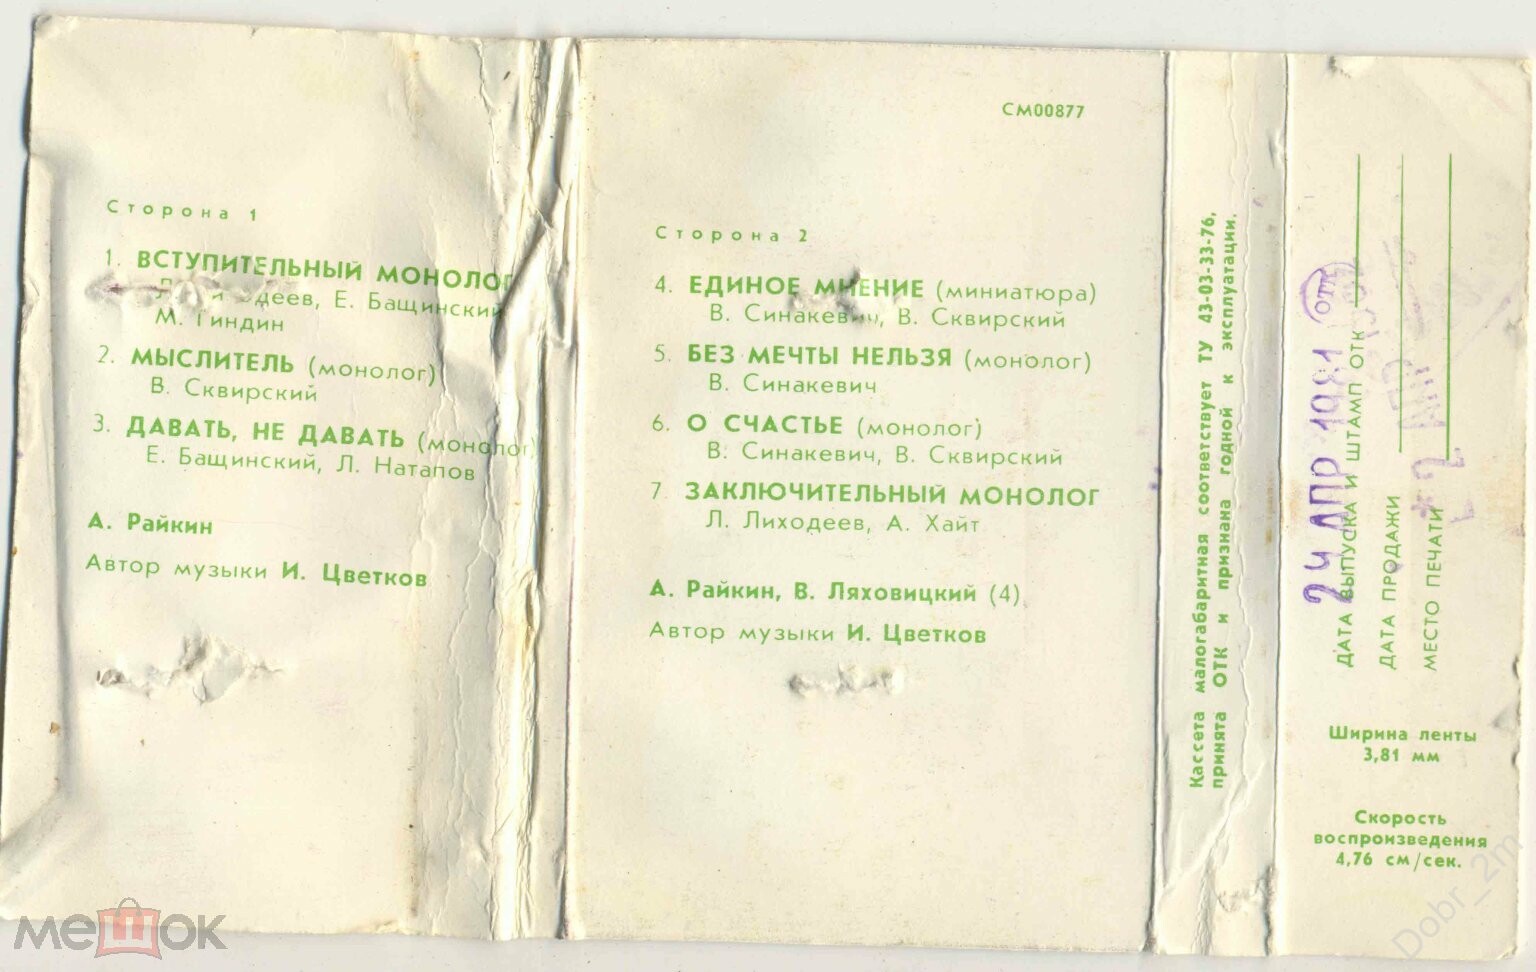 Сторона 1
1. ВСТУПИТЕЛЬНЫЙ МОНОЛОГ
Е. Бащинский
М. Гиндин
2. МЫСЛИТЕЛЬ (монолог)
В. Сквирский
3. ДАВАТЬ, НЕ ДАВАТЬ (монолог)
Е. Бащинский, Л. Натапов
А. Райкин
Автор музыки И. Цветков
СМ00877
Сторона 2
4. ЕДИНОЕ МНЕНИЕ (миниатюра)
В. Синакевич, В. Сквирский
5. БЕЗ МЕЧТЫ НЕЛЬЗЯ (монолог)
В. Синакевич
6. О СЧАСТЬЕ (монолог)
В. Синакевич, В. Сквирский
7. ЗАКЛЮЧИТЕЛЬНЫЙ МОНОЛОГ
Л. Лиходеев, А. Хайт
А. Райкин, В. Ляховицкий (4)
Автор музыки И. Цветков
Кассета малогабаритная соответствует ТУ 43-03-33-76,
принята ОТК и признана годной к эксплуатации.
24 АПР 1981
ДАТА ВЫПУСКА И ШТАМП ОТК
ДАТА ПРОДАЖИ
МЕСТО ПЕЧАТИ
Ширина ленты
3,81 мм
Скорость
воспроизведения
4,76 см/сек.
мешок
Dobr_2m